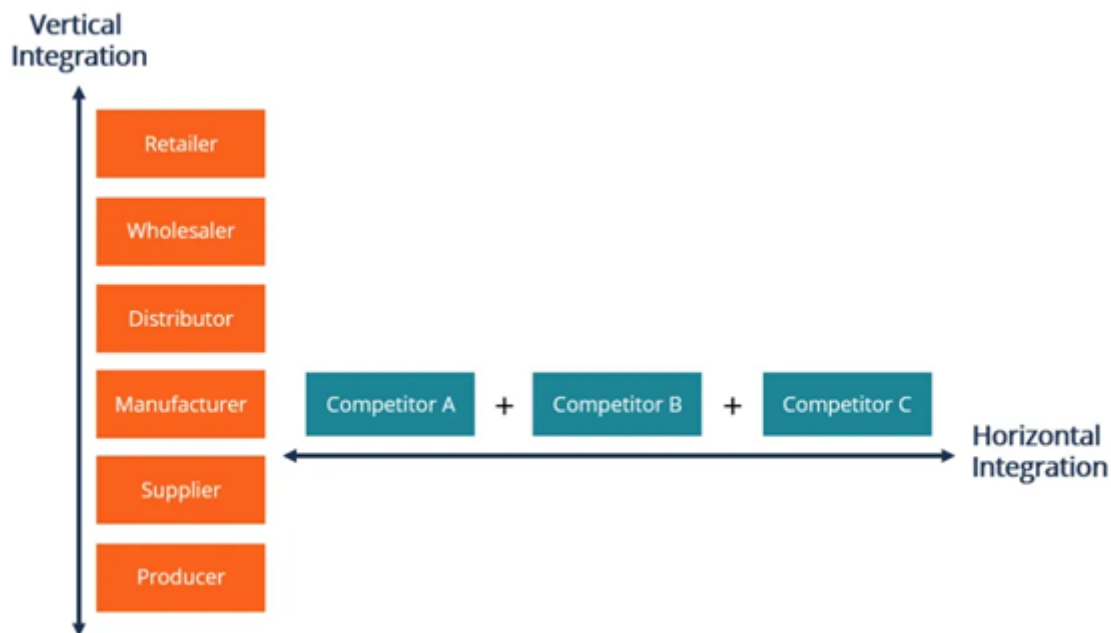 Vertical
Integration
Retailer
Wholesaler
Distributor
Manufacturer
Competitor A + Competitor B + Competitor C
Horizontal
Integration
Supplier
Producer